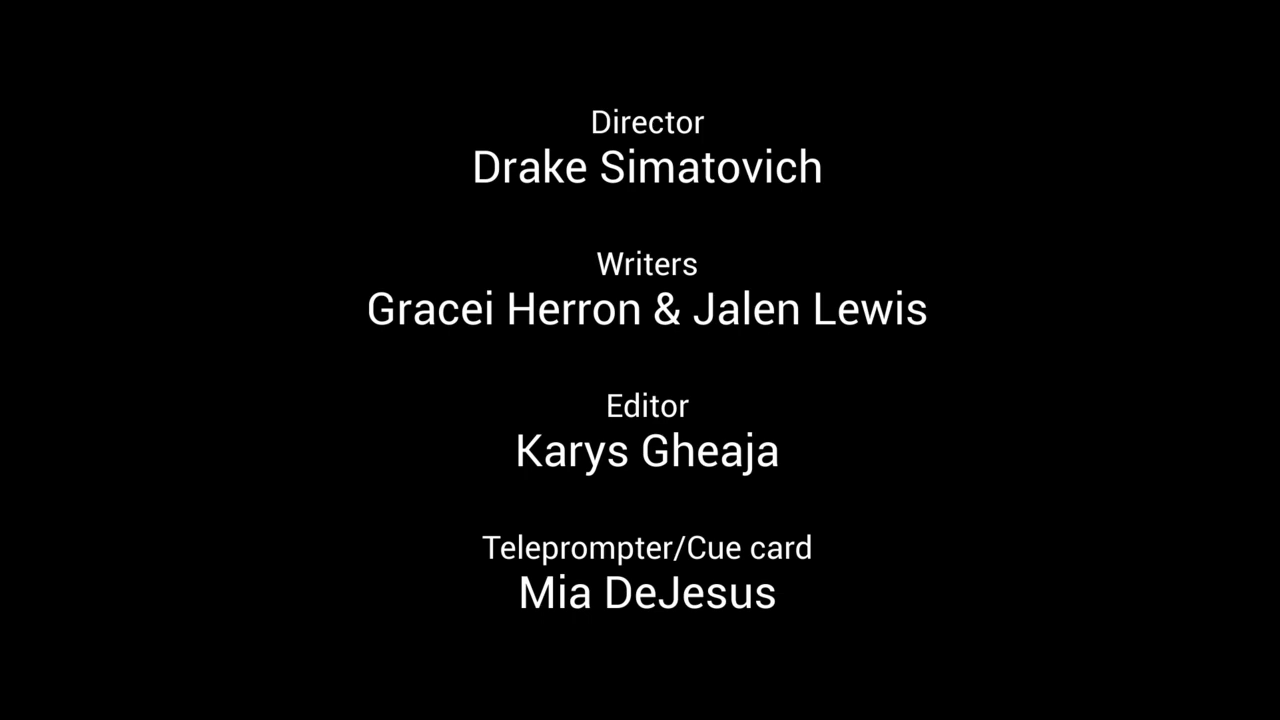 Director
Drake Simatovich
Writers
Gracei Herron & Jalen Lewis
Editor
Karys Gheaja
Teleprompter/Cue card
Mia DeJesus